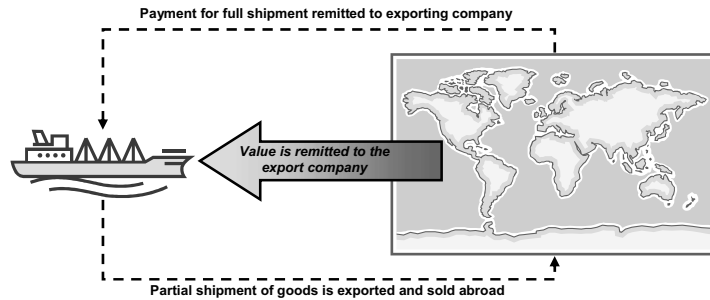 Payment for full shipment remitted to exporting company
Value is remitted to the
export company
Partial shipment of goods is exported and sold abroad